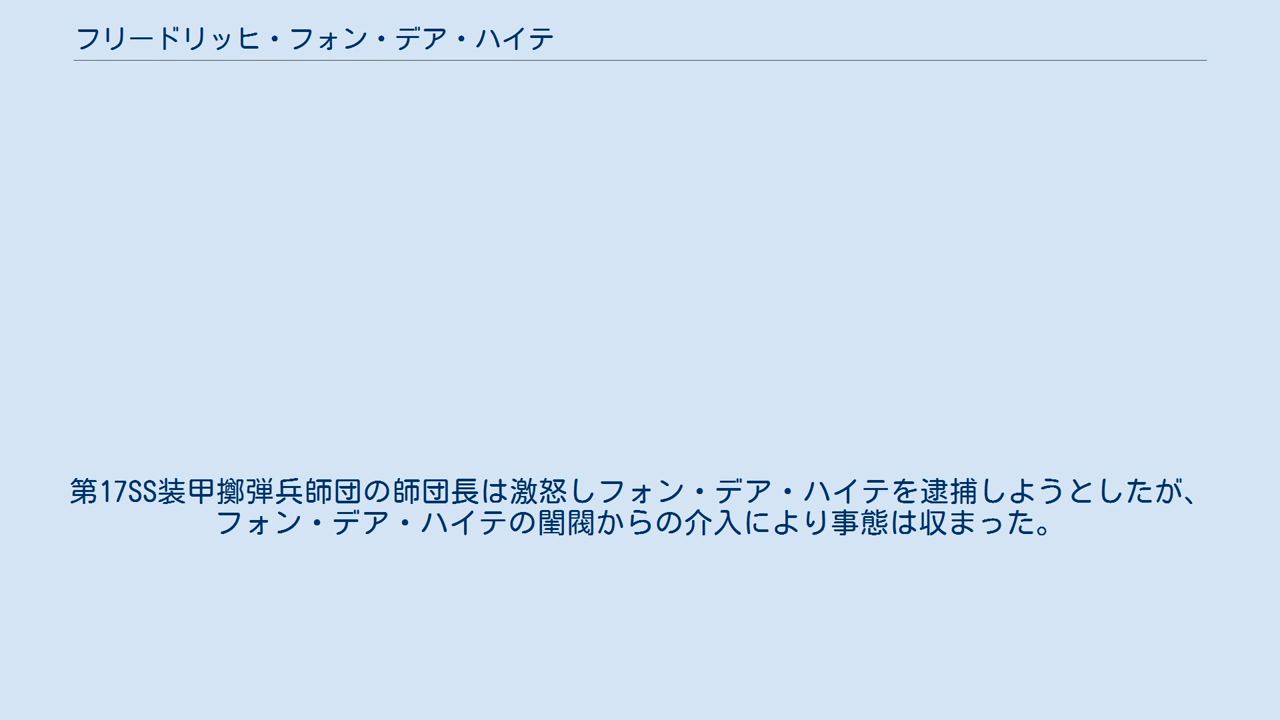 フリードリッヒ・フォン・デア・ハイテ
第17SS装甲擲弾兵師団の師団長は激怒しフォン・デア・ハイテを逮捕しようとしたが、
フォン・デア・ハイテの閨閥からの介入により事態は収まった。